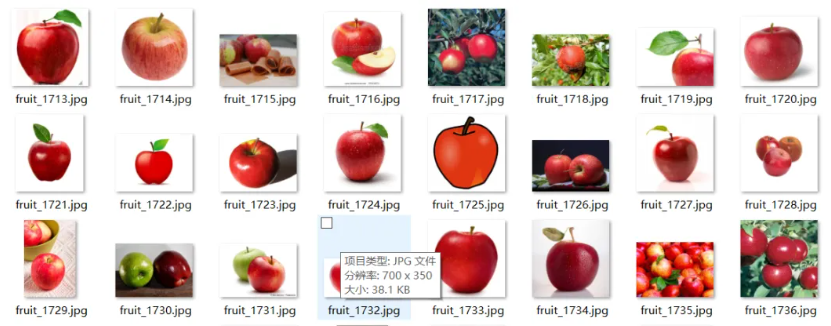 fruit_1713.jpg fruit_1714.jpg fruit_1715.jpg fruit_1716.jpg fruit_1717.jpg fruit_1718.jpg fruit_1719.jpg fruit_1720.jpg
fruit_1721.jpg fruit_1722.jpg fruit_1723.jpg fruit_1724.jpg fruit_1725.jpg fruit_1726.jpg fruit_1727.jpg fruit_1728.jpg
项目类型: JPG 文件
分辨率: 700 x 350
大小: 38.1 KB
fruit_1729.jpg fruit_1730.jpg fruit_1731.jpg fruit_1732.jpg fruit_1733.jpg fruit_1734.jpg fruit_1735.jpg fruit_1736.jpg